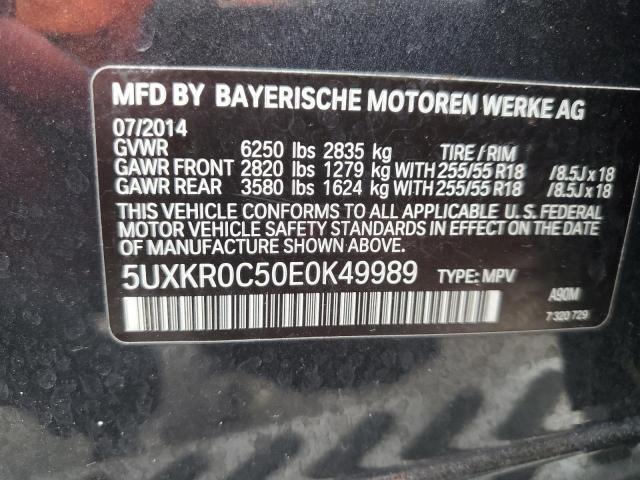 MFD BY BAYERISCHE MOTOREN WERKE AG
07/2014
GVWR 6250 lbs 2835 kg TIRE / RIM
GAWR FRONT 2820 lbs 1279 kg WITH 255/55 R18 / 8.5J x 18
GAWR REAR 3580 lbs 1624 kg WITH 255/55 R18 / 8.5J x 18
THIS VEHICLE CONFORMS TO ALL APPLICABLE U.S. FEDERAL
MOTOR VEHICLE SAFETY STANDARDS IN EFFECT ON THE DATE
OF MANUFACTURE SHOWN ABOVE.
5UXKR0C50E0K49989 TYPE: MPV
A90M
7 320 729